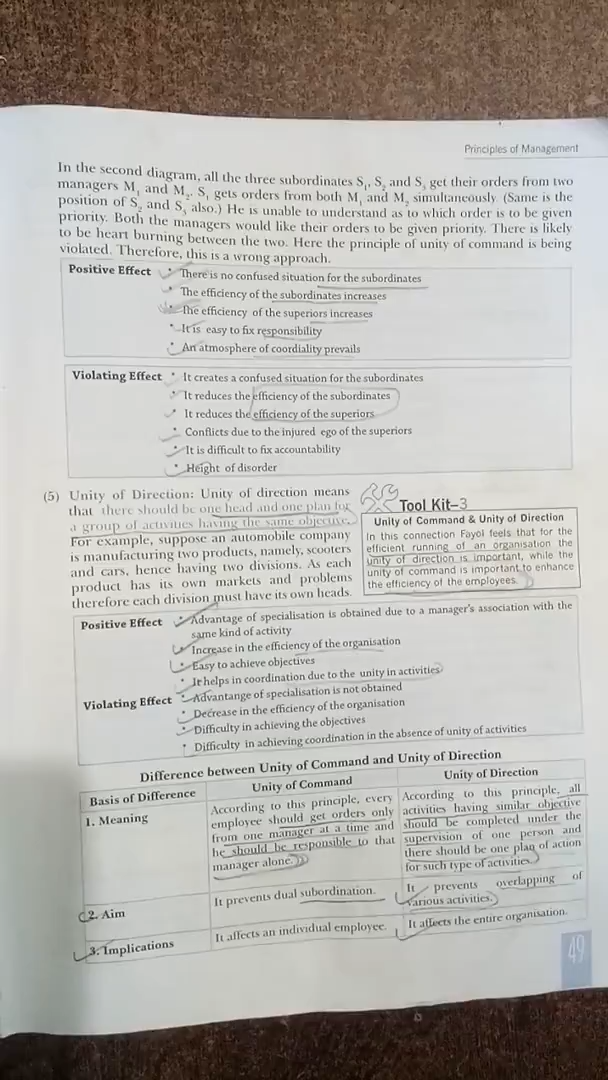 Principles of Management
In the second diagram, all the three subordinates S₁, S₂ and S₃ get their orders from two
managers M₁ and M₂. S₁ gets orders from both M₁ and M₂ simultaneously. (Same is the
position of S₂ and S₃ also.) He is unable to understand as to which order is to be given
priority. Both the managers would like their orders to be given priority. There is likely
to be heart burning between the two. Here the principle of unity of command is being
violated. Therefore, this is a wrong approach.
Positive Effect • There is no confused situation for the subordinates
• The efficiency of the subordinates increases
• The efficiency of the superiors increases
• It is easy to fix responsibility
• An atmosphere of coordiality prevails
Violating Effect • It creates a confused situation for the subordinates
• It reduces the efficiency of the subordinates
• It reduces the efficiency of the superiors
• Conflicts due to the injured ego of the superiors
• It is difficult to fix accountability
• Height of disorder
(5) Unity of Direction: Unity of direction means
that there should be one head and one plan for
a group of activities having the same objective.
For example, suppose an automobile company
is manufacturing two products, namely, scooters
and cars, hence having two divisions. As each
product has its own markets and problems
therefore each division must have its own heads.
Tool Kit–3
Unity of Command & Unity of Direction
In this connection Fayol feels that for the
efficient running of an organisation the
unity of direction is important, while the
unity of command is important to enhance
the efficiency of the employees.
Positive Effect • Advantage of specialisation is obtained due to a manager's association with the
same kind of activity
• Increase in the efficiency of the organisation
• Easy to achieve objectives
• It helps in coordination due to the unity in activities
Violating Effect • Advantange of specialisation is not obtained
• Decrease in the efficiency of the organisation
• Difficulty in achieving the objectives
• Difficulty in achieving coordination in the absence of unity of activities
Difference between Unity of Command and Unity of Direction
Basis of Difference Unity of Command Unity of Direction
1. Meaning
According to this principle, every
employee should get orders only
from one manager at a time and
he should be responsible to that
manager alone.
According to this principle, all
activities having similar objective
should be completed under the
supervision of one person and
there should be one plan of action
for such type of activities.
2. Aim
It prevents dual subordination.
It prevents overlapping of
various activities.
3. Implications
It affects an individual employee.
It affects the entire organisation.
49